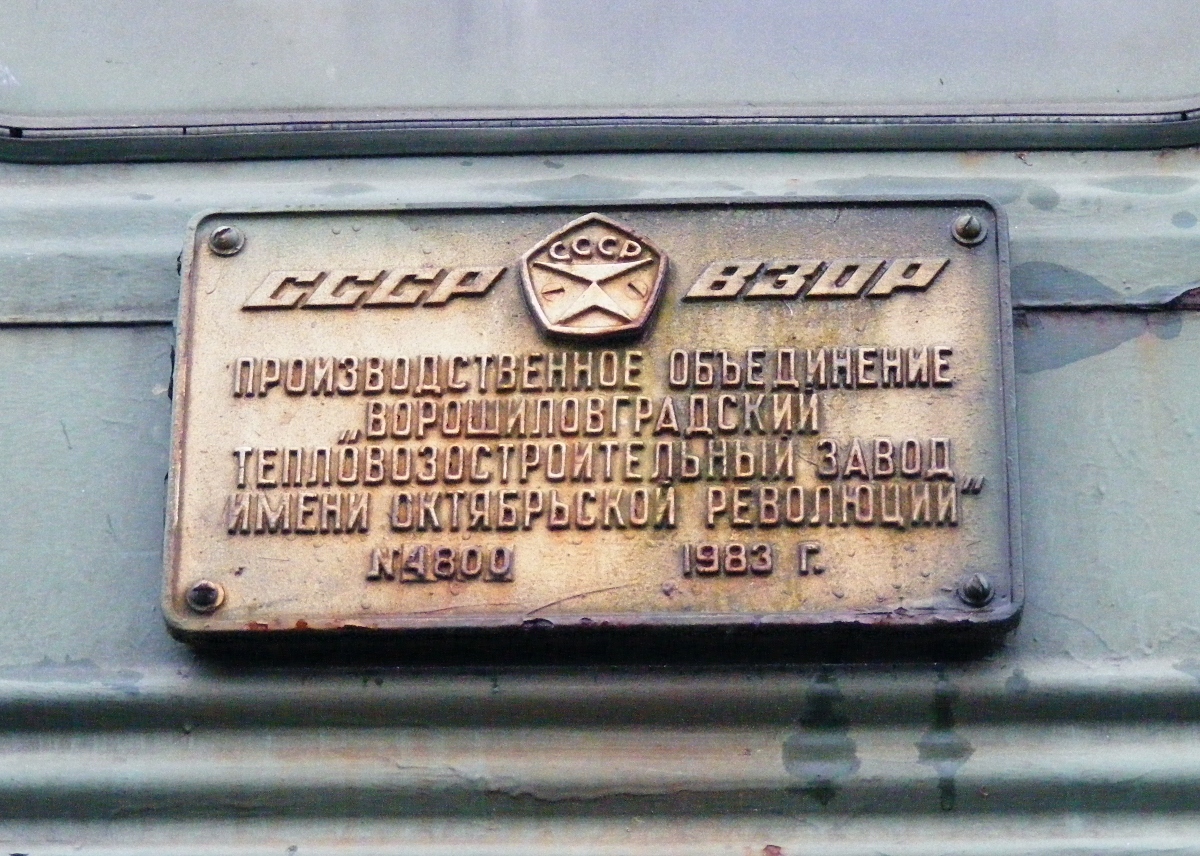 СССР СССР ВЗОР
ПРОИЗВОДСТВЕННОЕ ОБЪЕДИНЕНИЕ
„ВОРОШИЛОВГРАДСКИЙ
ТЕПЛОВОЗОСТРОИТЕЛЬНЫЙ ЗАВОД
ИМЕНИ ОКТЯБРЬСКОЙ РЕВОЛЮЦИИ"
№4800 1983 Г.